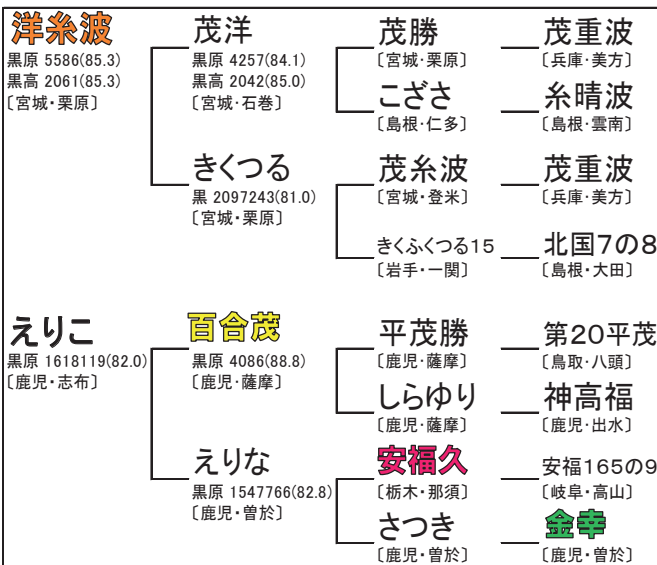 洋糸波
黒原 5586(85.3)
黒高 2061(85.3)
〔宮城・栗原〕
茂洋
黒原 4257(84.1)
黒高 2042(85.0)
〔宮城・石巻〕
茂勝
〔宮城・栗原〕
茂重波
〔兵庫・美方〕
こざさ
〔島根・仁多〕
糸晴波
〔島根・雲南〕
きくつる
黒 2097243(81.0)
〔宮城・栗原〕
茂糸波
〔宮城・登米〕
茂重波
〔兵庫・美方〕
きくふくつる15
〔岩手・一関〕
北国7の8
〔島根・大田〕
えりこ
黒原 1618119(82.0)
〔鹿児・志布〕
百合茂
黒原 4086(88.8)
〔鹿児・薩摩〕
平茂勝
〔鹿児・薩摩〕
第20平茂
〔鳥取・八頭〕
しらゆり
〔鹿児・薩摩〕
神高福
〔鹿児・出水〕
えりな
黒原 1547766(82.8)
〔鹿児・曽於〕
安福久
〔栃木・那須〕
安福165の9
〔岐阜・高山〕
さつき
〔鹿児・曽於〕
金幸
〔鹿児・曽於〕